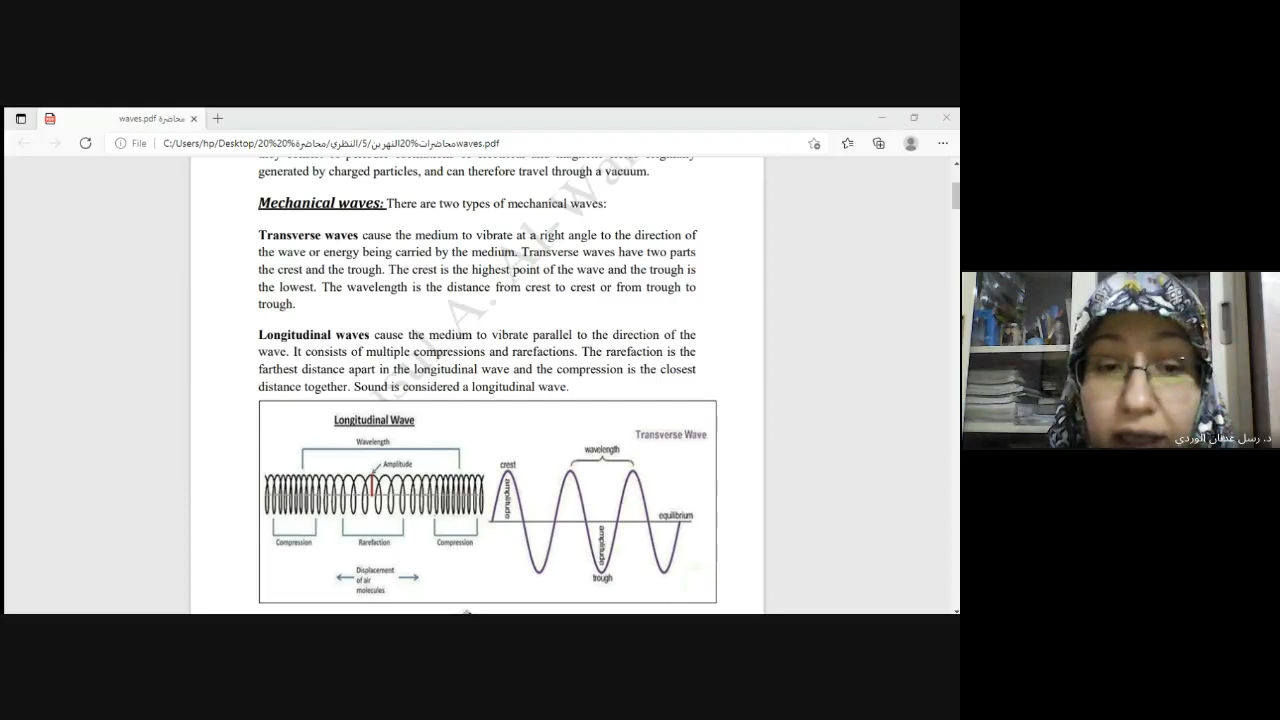 محاضرة waves.pdf
File
C:/Users/hp/Desktop/20%20%محاضرات%20النهرين/5/النظري/محاضرةwaves.pdf
generated by charged particles, and can therefore travel through a vacuum.
Mechanical waves: There are two types of mechanical waves:
Transverse waves cause the medium to vibrate at a right angle to the direction of
the wave or energy being carried by the medium. Transverse waves have two parts
the crest and the trough. The crest is the highest point of the wave and the trough is
the lowest. The wavelength is the distance from crest to crest or from trough to
trough.
Longitudinal waves cause the medium to vibrate parallel to the direction of the
wave. It consists of multiple compressions and rarefactions. The rarefaction is the
farthest distance apart in the longitudinal wave and the compression is the closest
distance together. Sound is considered a longitudinal wave.
Longitudinal Wave
Wavelength
Amplitude
Compression
Rarefaction
Compression
Displacement
of air
molecules
Transverse Wave
wavelength
crest
amplitude
equilibrium
amplitude
trough
د. رسل عدنان الوردي